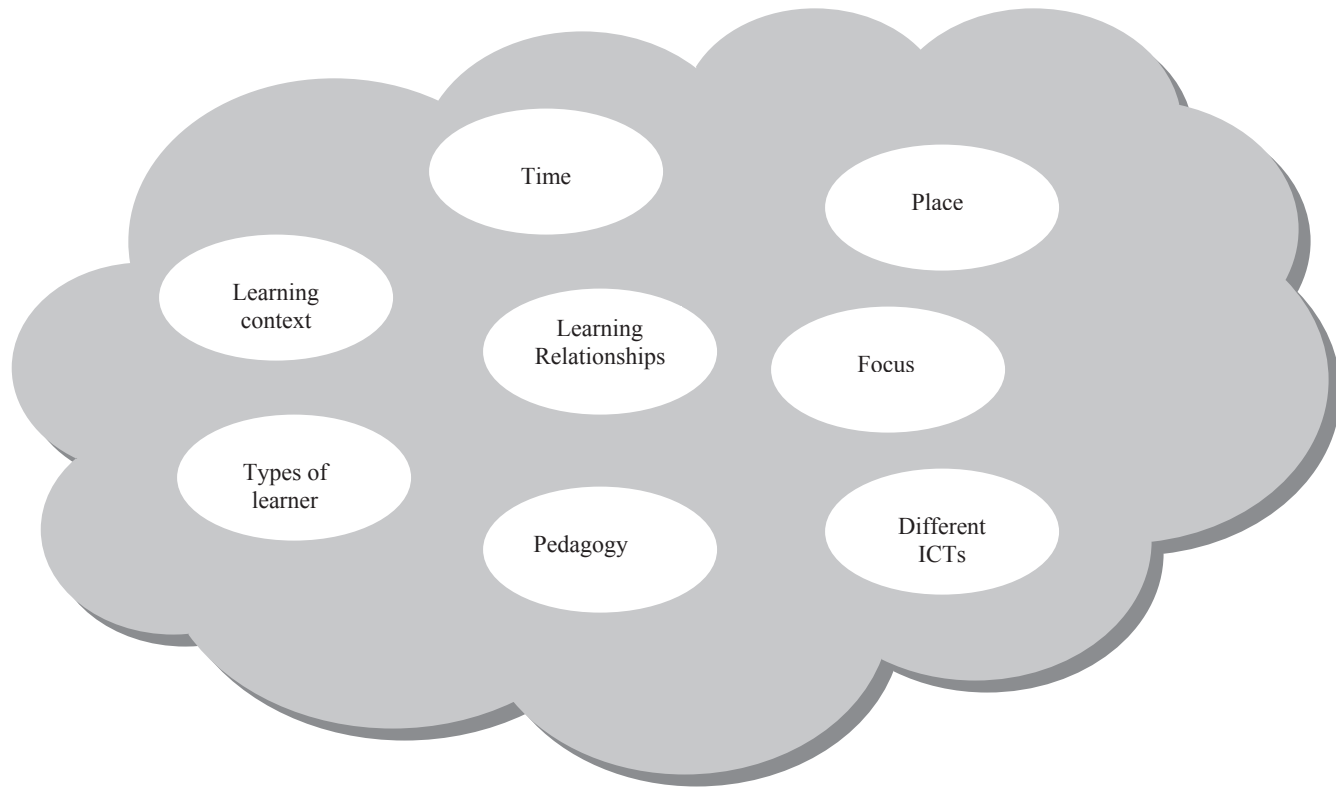 Time
Place
Learning
context
Learning
Relationships
Focus
Types of
learner
Pedagogy
Different
ICTs